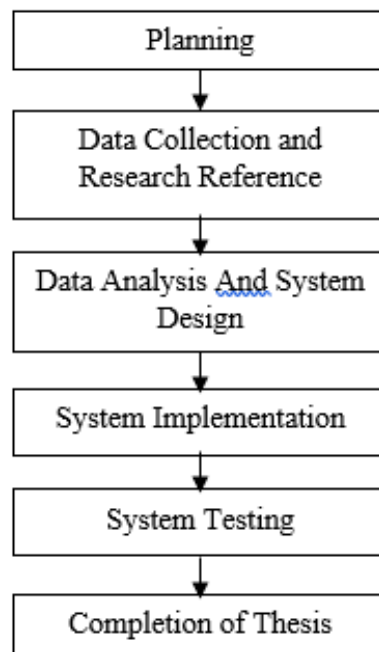 Planning
Data Collection and
Research Reference
Data Analysis And System
Design
System Implementation
System Testing
Completion of Thesis